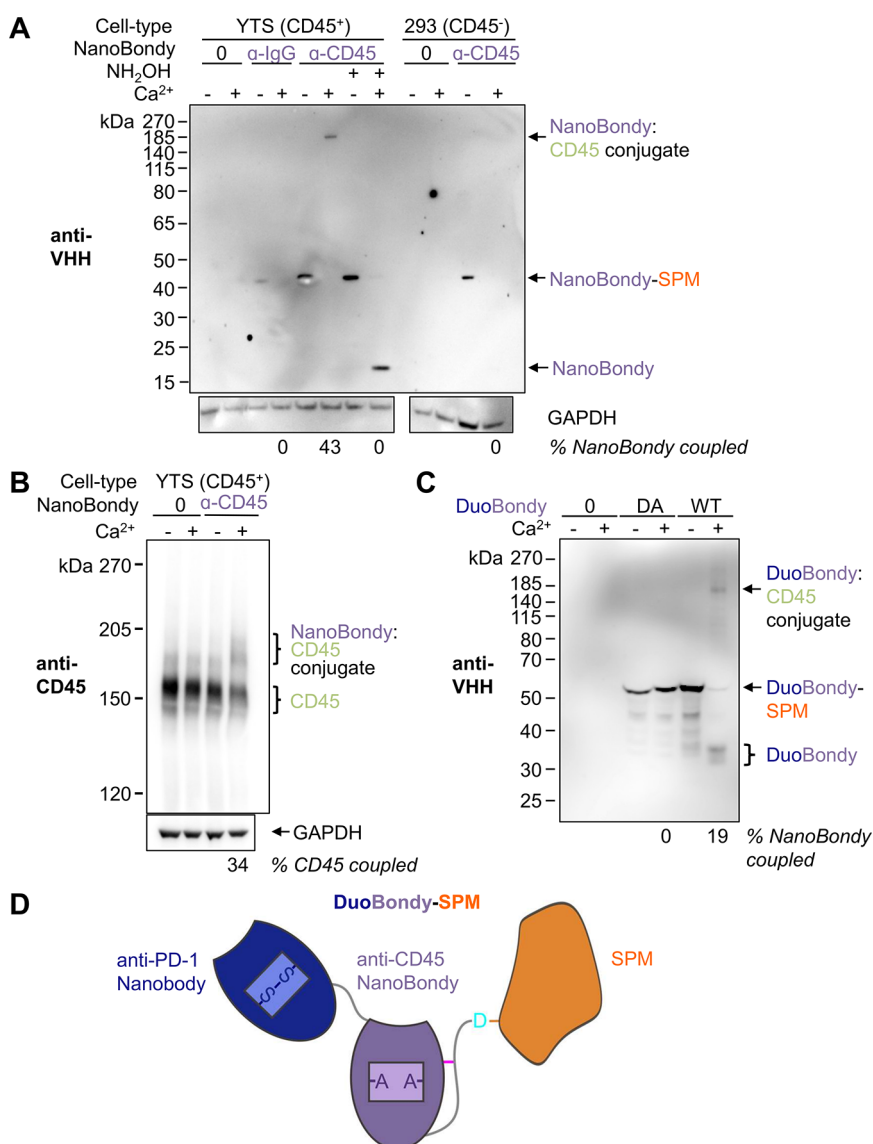 A
Cell-type YTS (CD45+) 293 (CD45-)
NanoBondy 0 α-IgG α-CD45 0 α-CD45
NH2OH + +
Ca2+ - + - + - + - + - + - +
kDa 270
185
140
115
80
65
50
40
30
25
15
anti-
VHH
NanoBondy:
CD45 conjugate
NanoBondy-SPM
NanoBondy
GAPDH
0 43 0 0 % NanoBondy coupled
B
Cell-type YTS (CD45+)
NanoBondy 0 α-CD45
Ca2+ - + - +
kDa 270
205
150
120
anti-
CD45
NanoBondy:
CD45
conjugate
CD45
GAPDH
34 % CD45 coupled
C
DuoBondy 0 DA WT
Ca2+ - + - + - +
kDa 270
185
140
115
80
70
50
40
30
25
anti-
VHH
DuoBondy:
CD45
conjugate
DuoBondy-
SPM
DuoBondy
0 19 % NanoBondy
coupled
D
DuoBondy-SPM
anti-PD-1
Nanobody
anti-CD45
NanoBondy
SPM
-S-S-
D
-A A-